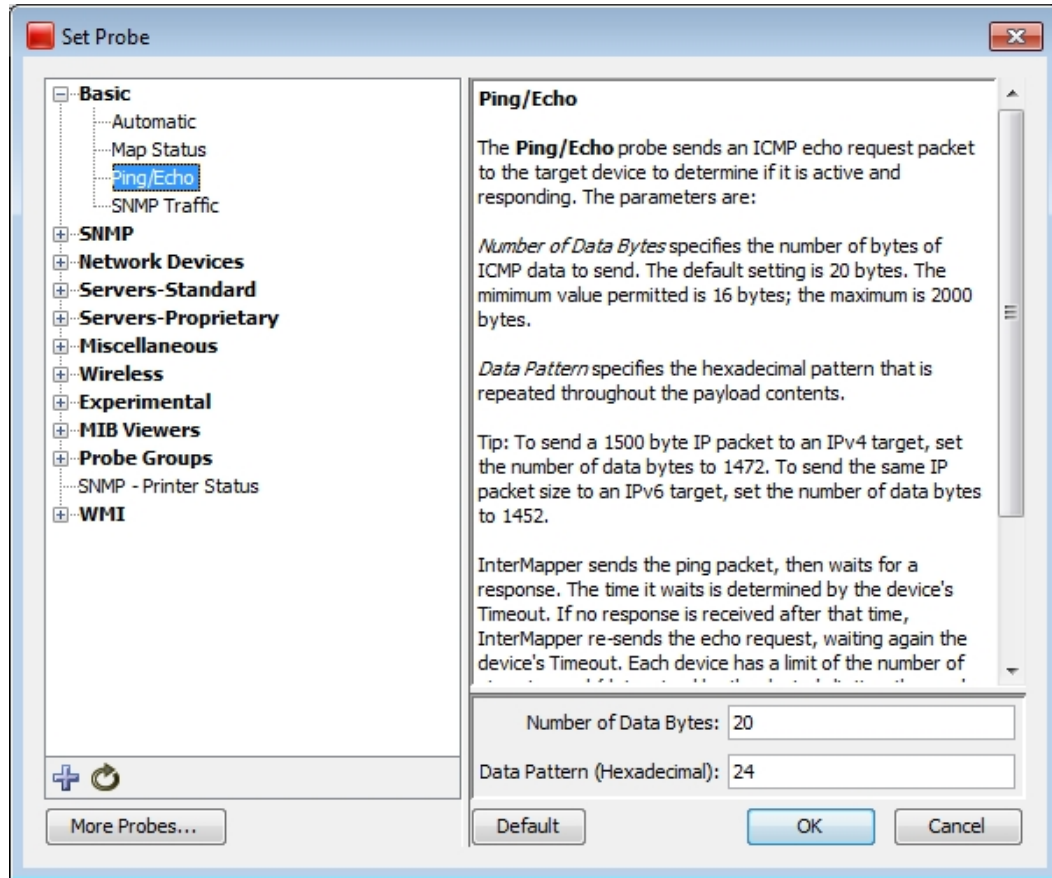 Set Probe
Basic
Automatic
Map Status
Ping/Echo
SNMP Traffic
SNMP
Network Devices
Servers-Standard
Servers-Proprietary
Miscellaneous
Wireless
Experimental
MIB Viewers
Probe Groups
SNMP - Printer Status
WMI
More Probes...
Ping/Echo
The Ping/Echo probe sends an ICMP echo request packet
to the target device to determine if it is active and
responding. The parameters are:
Number of Data Bytes specifies the number of bytes of
ICMP data to send. The default setting is 20 bytes. The
mimimum value permitted is 16 bytes; the maximum is 2000
bytes.
Data Pattern specifies the hexadecimal pattern that is
repeated throughout the payload contents.
Tip: To send a 1500 byte IP packet to an IPv4 target, set
the number of data bytes to 1472. To send the same IP
packet size to an IPv6 target, set the number of data bytes
to 1452.
InterMapper sends the ping packet, then waits for a
response. The time it waits is determined by the device's
Timeout. If no response is received after that time,
InterMapper re-sends the echo request, waiting again the
device's Timeout. Each device has a limit of the number of
Number of Data Bytes: 20
Data Pattern (Hexadecimal): 24
Default OK Cancel